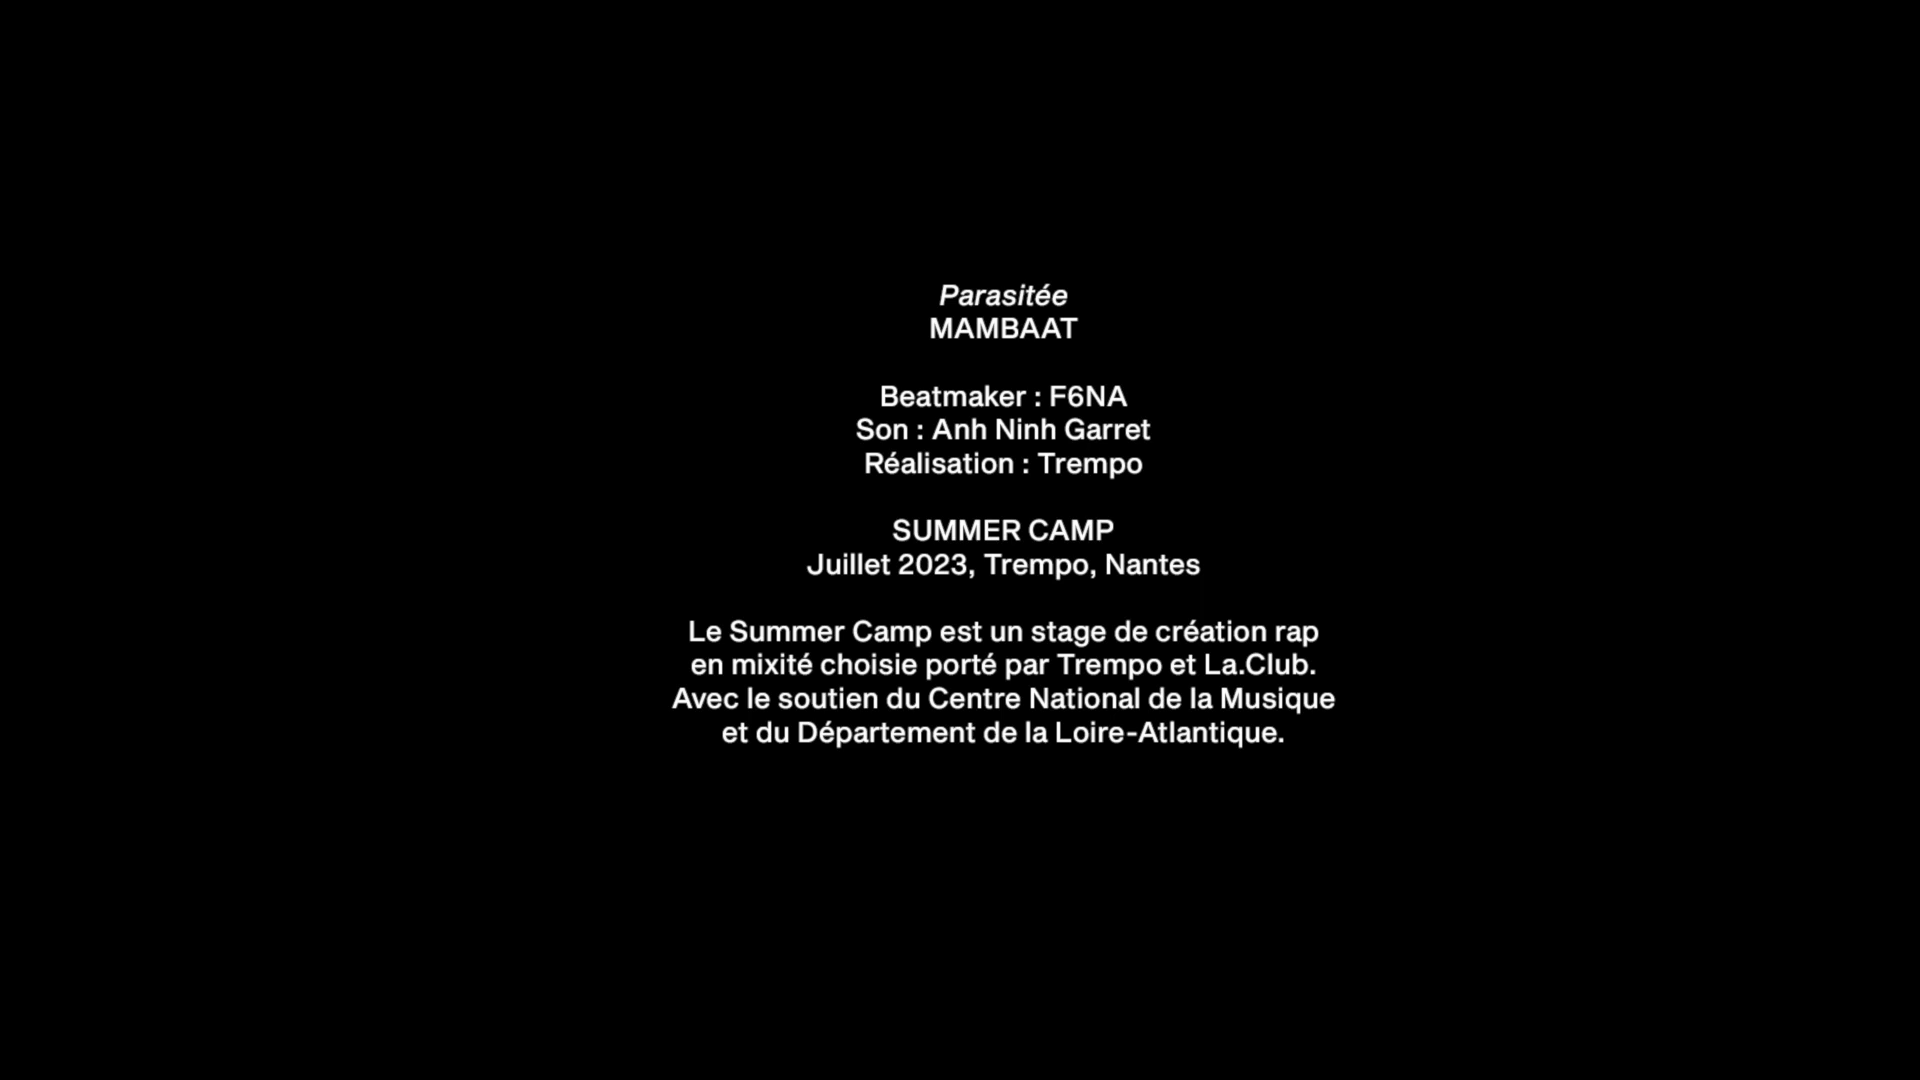 Parasitée
MAMBAAT
Beatmaker : F6NA
Son : Anh Ninh Garret
Réalisation : Trempo
SUMMER CAMP
Juillet 2023, Trempo, Nantes
Le Summer Camp est un stage de création rap
en mixité choisie porté par Trempo et La.Club.
Avec le soutien du Centre National de la Musique
et du Département de la Loire-Atlantique.